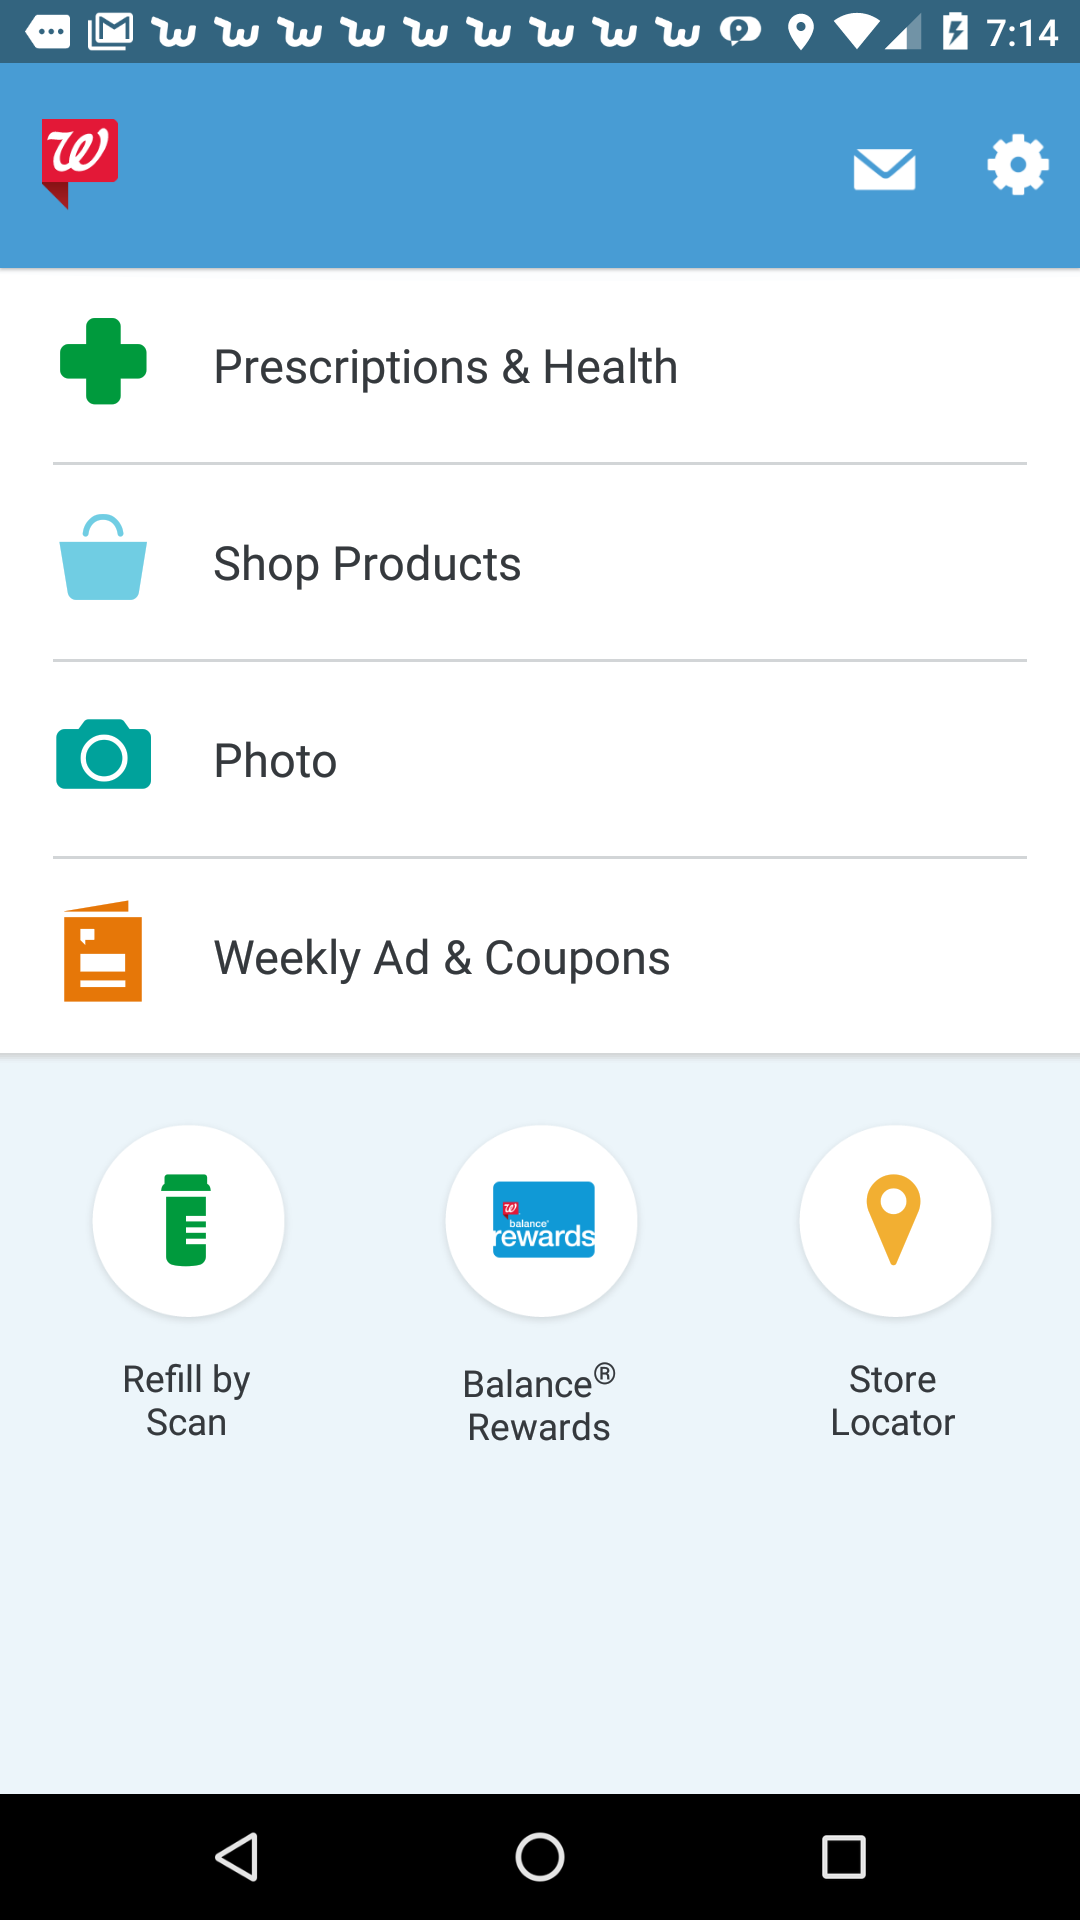 7:14
W
Prescriptions & Health
Shop Products
Photo
Weekly Ad & Coupons
W
balance®
rewards
Refill by
Scan
Balance®
Rewards
Store
Locator